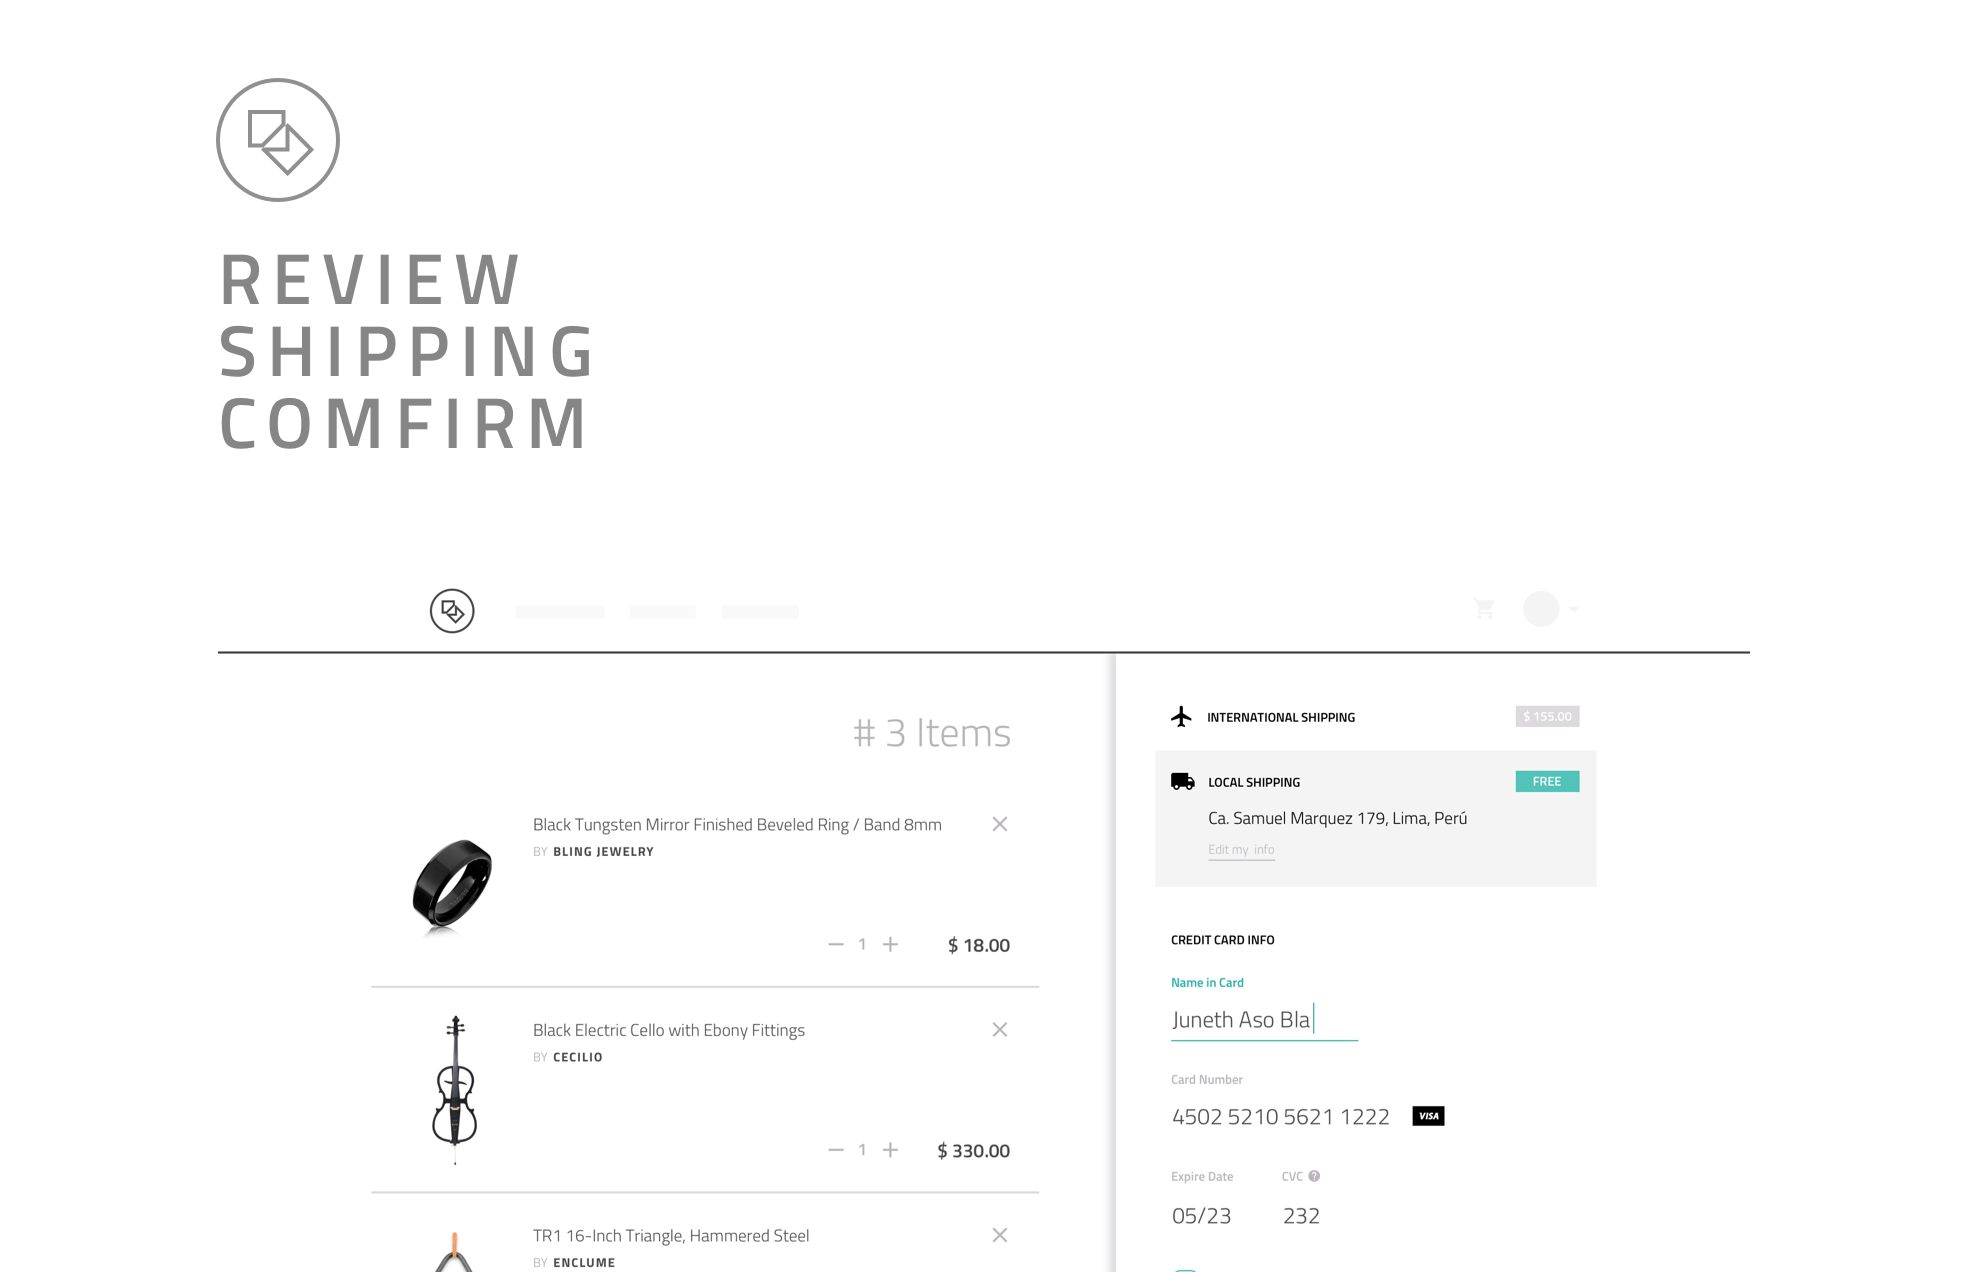 REVIEW
SHIPPING
COMFIRM
# 3 Items
Black Tungsten Mirror Finished Beveled Ring / Band 8mm
BY BLING JEWELRY
1 $ 18.00
Black Electric Cello with Ebony Fittings
BY CECILIO
1 $ 330.00
TR1 16-Inch Triangle, Hammered Steel
BY ENCLUME
INTERNATIONAL SHIPPING $ 155.00
LOCAL SHIPPING FREE
Ca. Samuel Marquez 179, Lima, Perú
Edit my info
CREDIT CARD INFO
Name in Card
Juneth Aso Bla
Card Number
4502 5210 5621 1222 VISA
Expire Date CVC ?
05/23 232